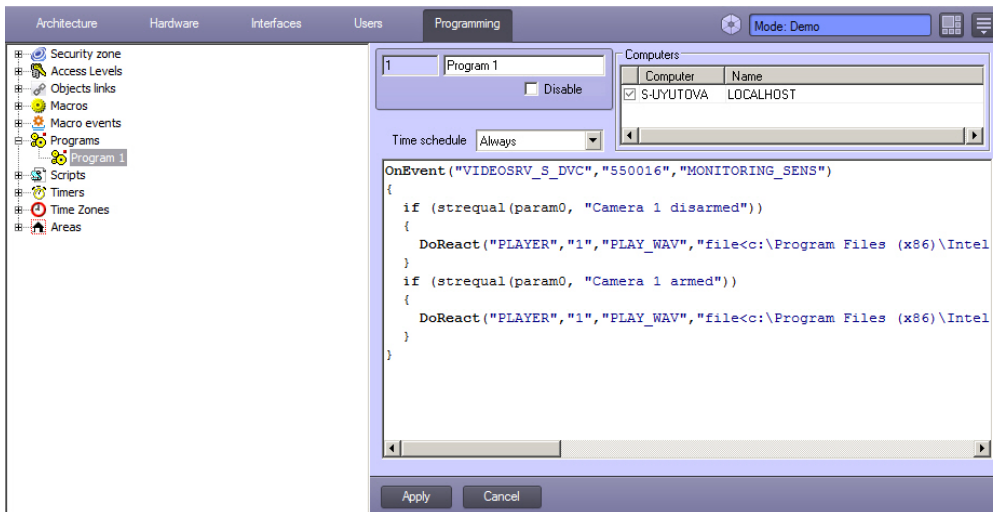 Architecture Hardware Interfaces Users Programming Mode: Demo
Security zone
Access Levels
Objects links
Macros
Macro events
Programs
Program 1
Scripts
Timers
Time Zones
Areas
1 Program 1
Disable
Computers
Computer Name
S-UYUTOVA LOCALHOST
Time schedule Always
OnEvent("VIDEOSRV_S_DVC","550016","MONITORING_SENS")
{
if (strequal(param0, "Camera 1 disarmed"))
{
DoReact("PLAYER","1","PLAY_WAV","file<c:\Program Files (x86)\Intel
}
if (strequal(param0, "Camera 1 armed"))
{
DoReact("PLAYER","1","PLAY_WAV","file<c:\Program Files (x86)\Intel
}
}
Apply Cancel